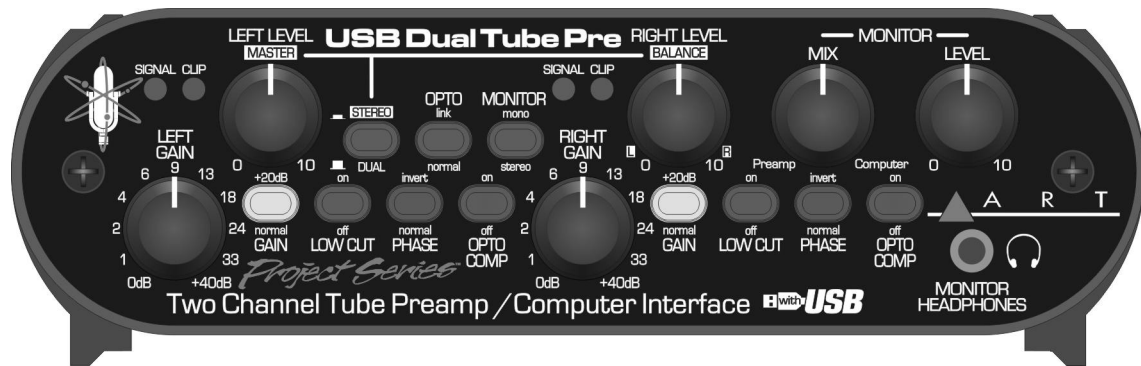 LEFT LEVEL
MASTER
USB Dual Tube Pre
RIGHT LEVEL
BALANCE
MONITOR
MIX
LEVEL
SIGNAL CLIP
SIGNAL CLIP
STEREO
DUAL
OPTO
link
normal
MONITOR
mono
stereo
0 10
L 0 10 R
Preamp Computer
0 10
LEFT
GAIN
0dB 1 2 4 6 9 13 18 24 33 +40dB
+20dB
normal
GAIN
on
off
LOW CUT
invert
normal
PHASE
on
off
OPTO
COMP
RIGHT
GAIN
0dB 1 2 4 6 9 13 18 24 33 +40dB
+20dB
normal
GAIN
on
off
LOW CUT
invert
normal
PHASE
on
off
OPTO
COMP
A R T
Project Series™
Two Channel Tube Preamp / Computer Interface with USB
MONITOR
HEADPHONES